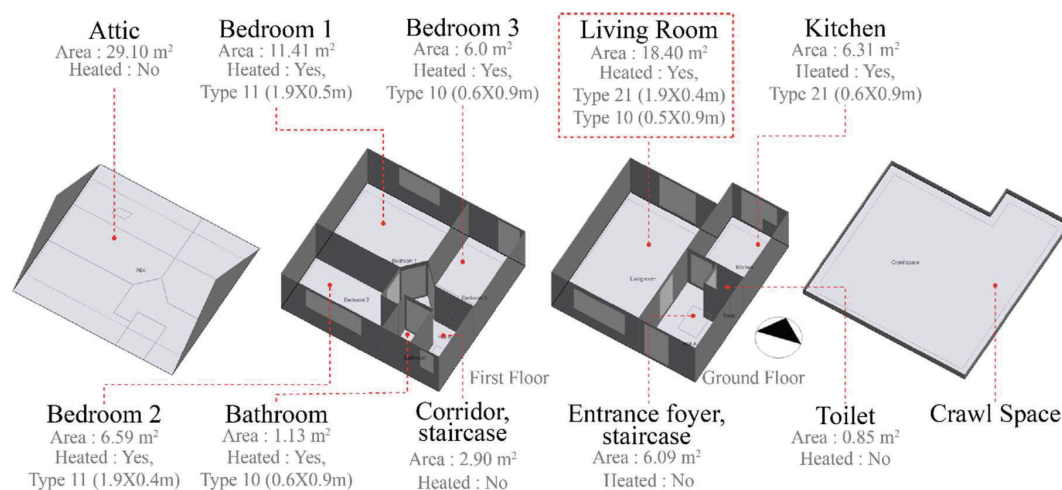 Attic
Area : 29.10 m²
Heated : No
Bedroom 1
Area : 11.41 m²
Heated : Yes,
Type 11 (1.9X0.5m)
Bedroom 3
Area : 6.0 m²
Heated : Yes,
Type 10 (0.6X0.9m)
Living Room
Area : 18.40 m²
Heated : Yes,
Type 21 (1.9X0.4m)
Type 10 (0.5X0.9m)
Kitchen
Area : 6.31 m²
Heated : Yes,
Type 21 (0.6X0.9m)
Attic
Bedroom 1
Bedroom 2
Bedroom 3
Living room
Kitchen
Toilet
Crawl space
First Floor
Ground Floor
Bedroom 2
Area : 6.59 m²
Heated : Yes,
Type 11 (1.9X0.4m)
Bathroom
Area : 1.13 m²
Heated : Yes,
Type 10 (0.6X0.9m)
Corridor,
staircase
Area : 2.90 m²
Heated : No
Entrance foyer,
staircase
Area : 6.09 m²
Heated : No
Toilet
Area : 0.85 m²
Heated : No
Crawl Space